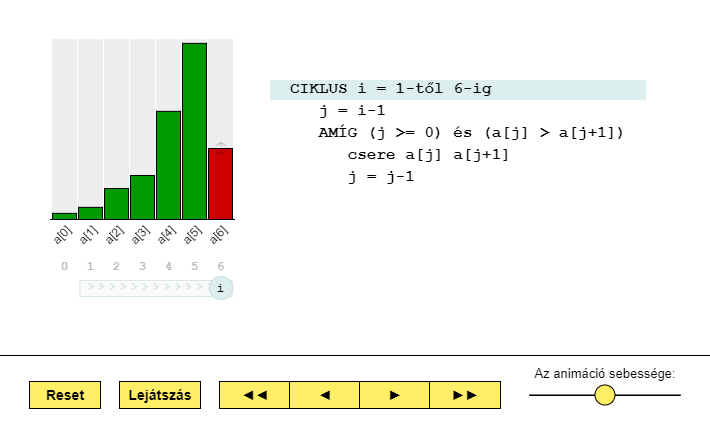 CIKLUS i = 1-től 6-ig
j = i-1
AMÍG (j >= 0) és (a[j] > a[j+1])
csere a[j] a[j+1]
j = j-1
a[0] a[1] a[2] a[3] a[4] a[5] a[6]
0 1 2 3 4 5 6
i
Az animáció sebessége:
Reset Lejátszás